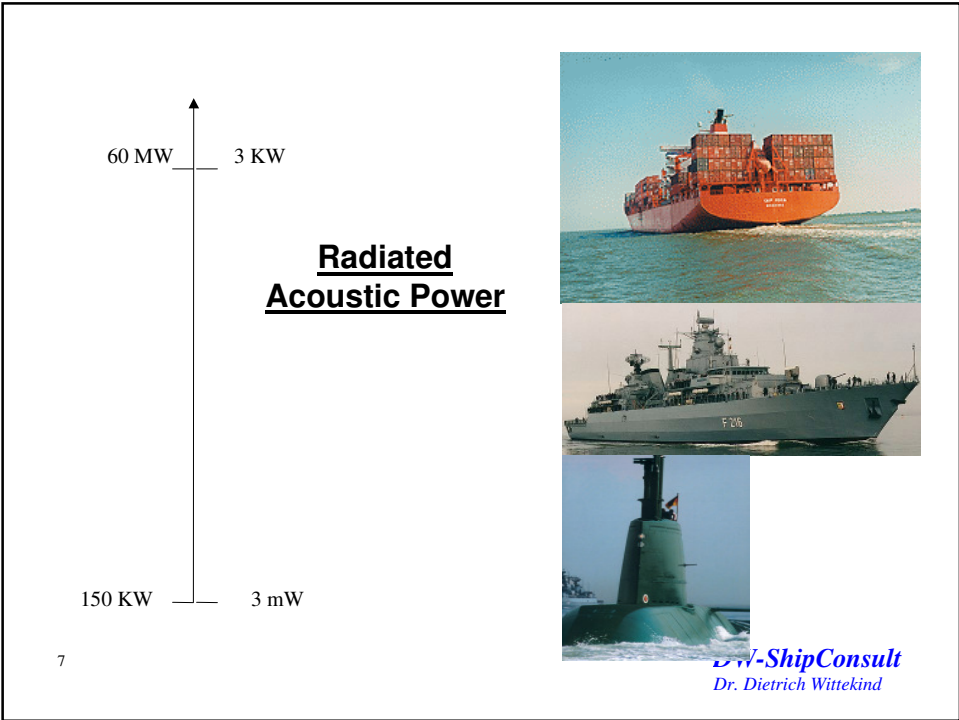 60 MW 3 KW
Radiated
Acoustic Power
F 216
150 KW 3 mW
7
DW-ShipConsult
Dr. Dietrich Wittekind